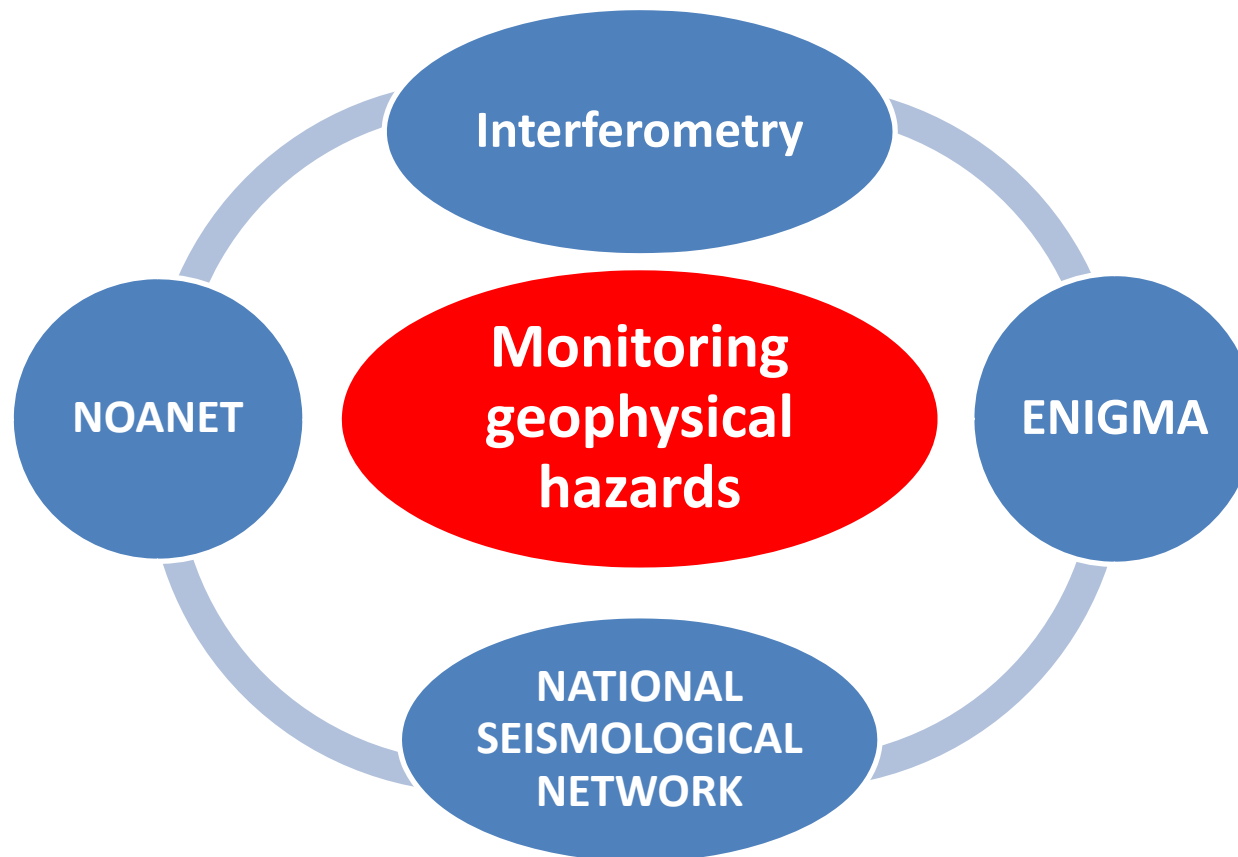 Interferometry
Monitoring
geophysical
hazards
NOANET
ENIGMA
NATIONAL
SEISMOLOGICAL
NETWORK